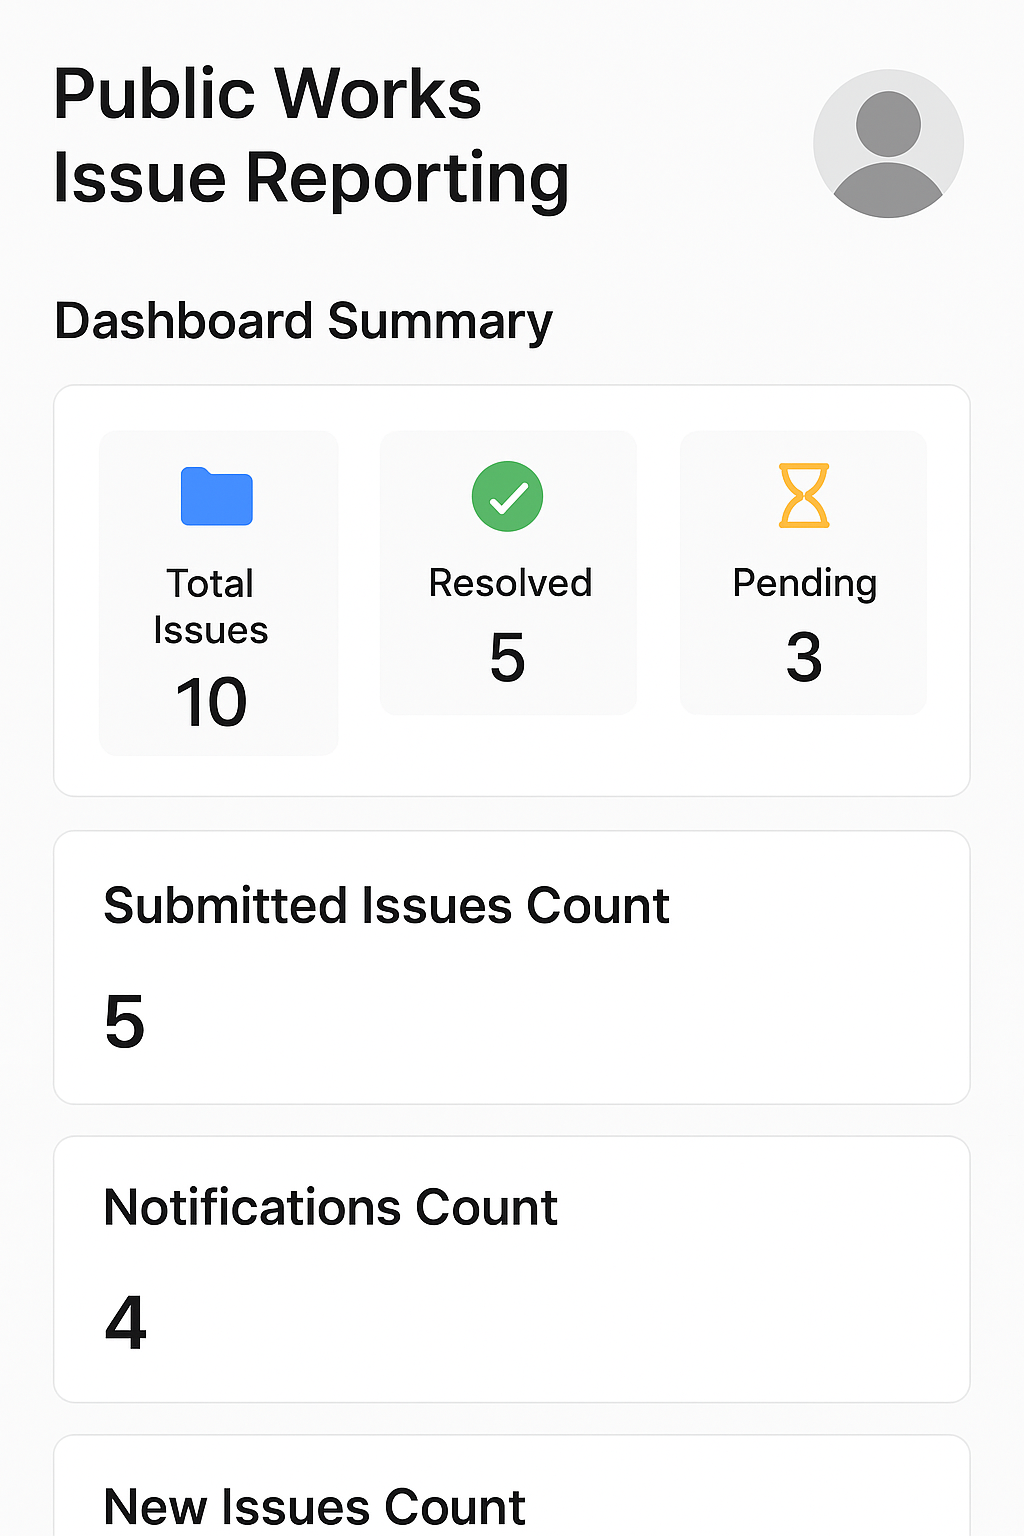 Public Works
Issue Reporting
Dashboard Summary
Total
Issues
10
Resolved
5
Pending
3
Submitted Issues Count
5
Notifications Count
4
New Issues Count